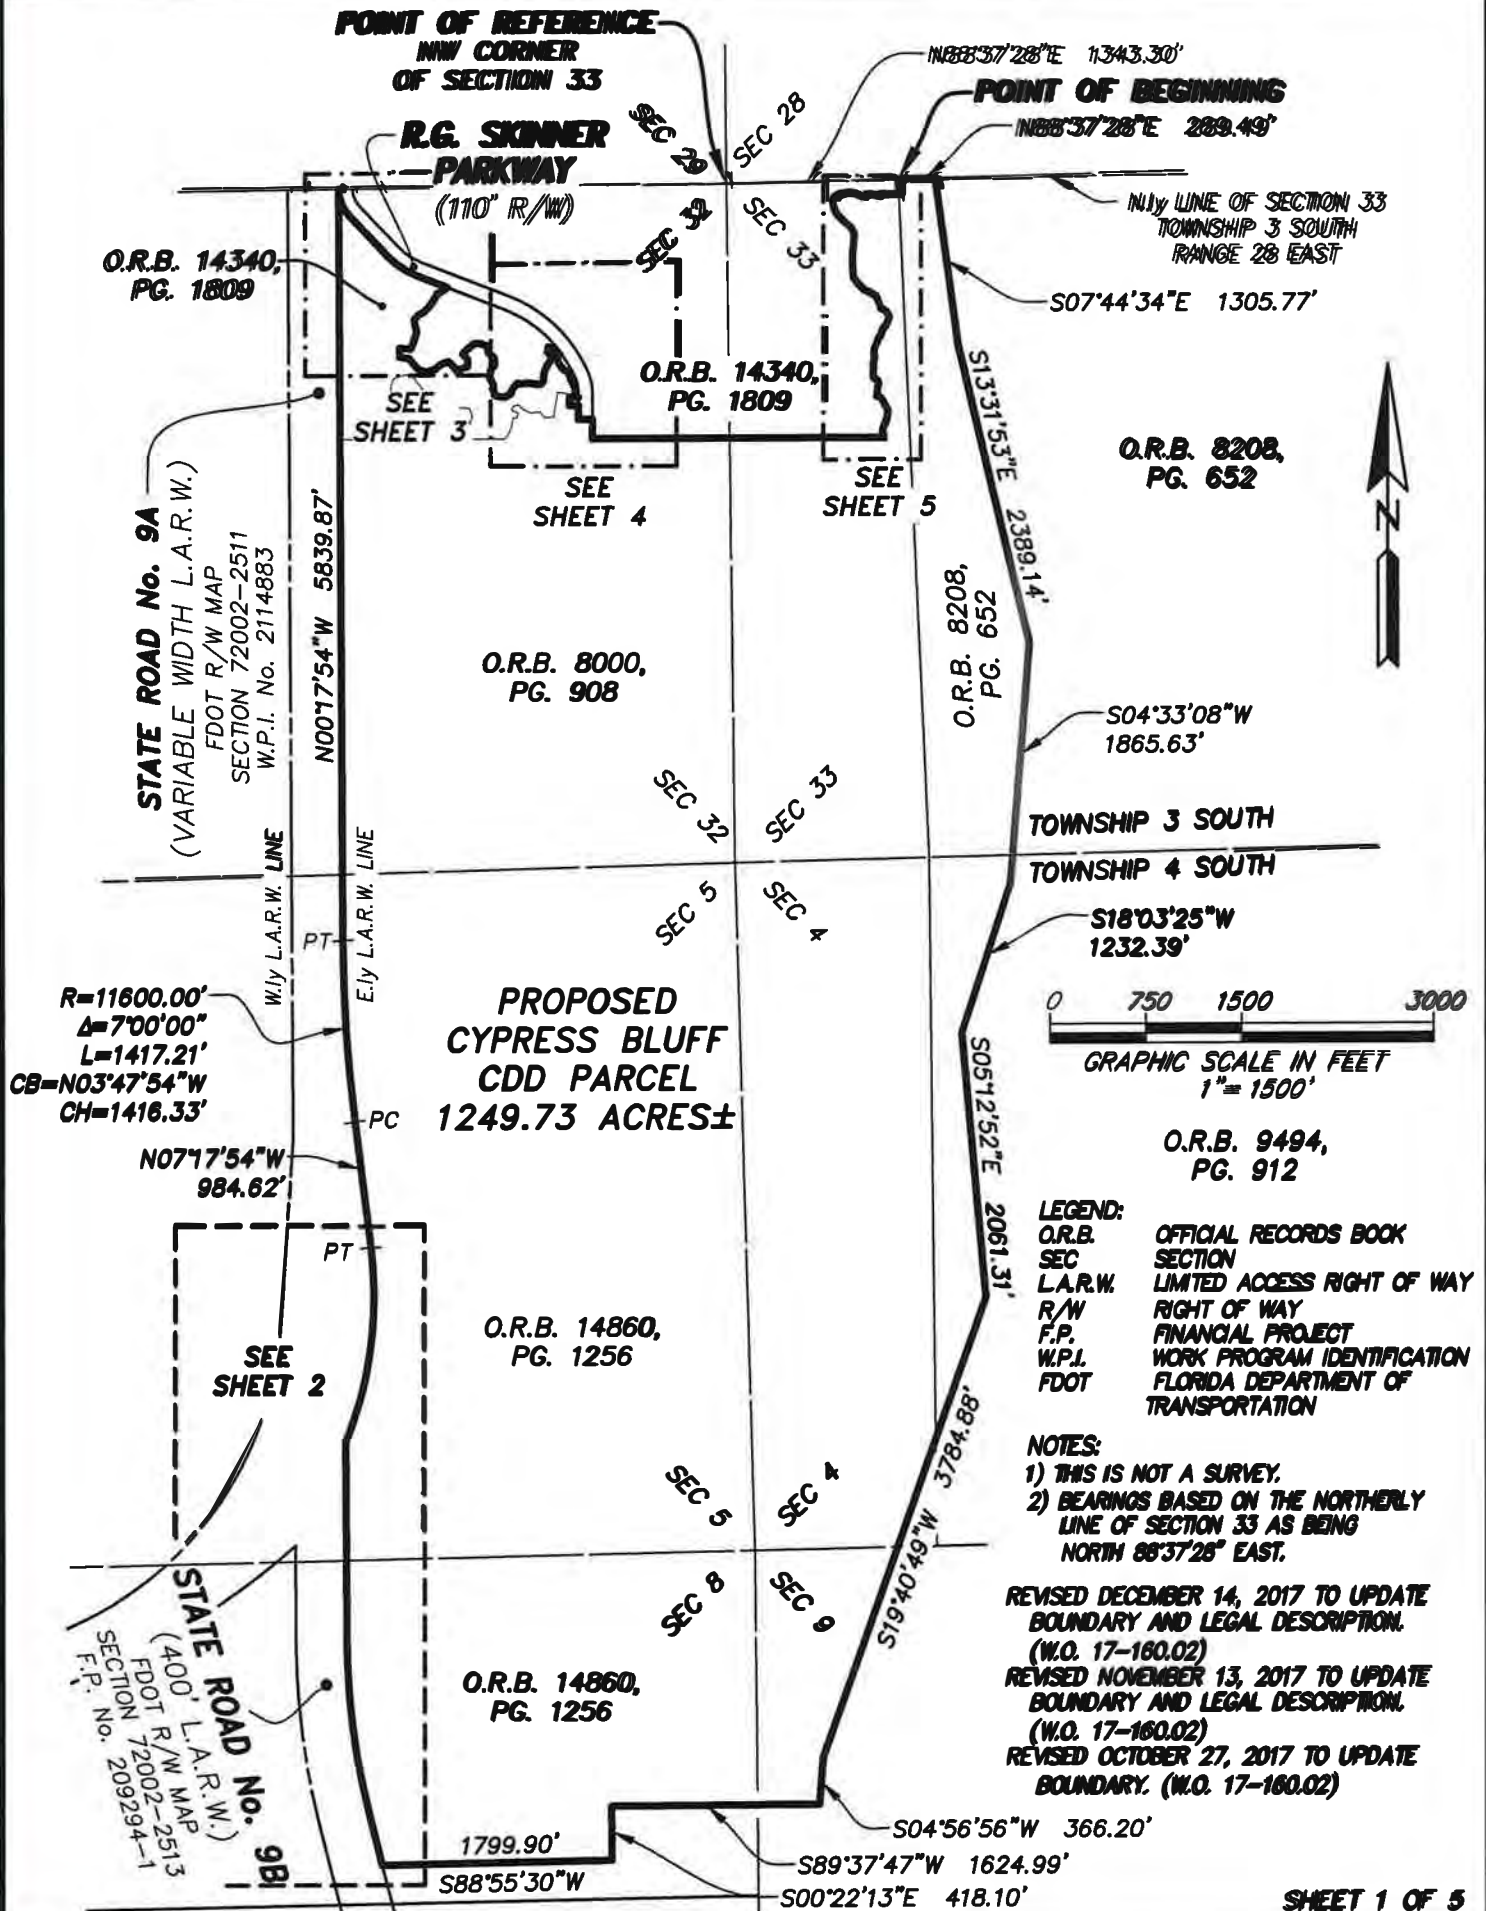 POINT OF REFERENCE
NW CORNER
OF SECTION 33
N88°37'28"E 1343.30'
POINT OF BEGINNING
N88°37'28"E 289.49'
R.G. SKINNER
PARKWAY
(110" R/W)
SEC 29
SEC 28
SEC 32
SEC 33
N'ly LINE OF SECTION 33
TOWNSHIP 3 SOUTH
RANGE 28 EAST
O.R.B. 14340,
PG. 1809
S07°44'34"E 1305.77'
O.R.B. 14340,
PG. 1809
SEE
SHEET 3
SEE
SHEET 4
SEE
SHEET 5
S13°31'53"E 2389.14'
O.R.B. 8208,
PG. 652
N
STATE ROAD No. 9A
(VARIABLE WIDTH L.A.R.W.)
FDOT R/W MAP
SECTION 72002-2511
W.P.I. No. 2114883
N00°17'54"W 5839.87'
O.R.B. 8000,
PG. 908
O.R.B. 8208,
PG. 652
S04°33'08"W
1865.63'
SEC 32
SEC 33
TOWNSHIP 3 SOUTH
TOWNSHIP 4 SOUTH
SEC 5
SEC 4
W.ly L.A.R.W. LINE
E.ly L.A.R.W. LINE
PT
S18°03'25"W
1232.39'
R=11600.00'
Δ=7°00'00"
L=1417.21'
CB=N03°47'54"W
CH=1416.33'
PC
N07°17'54"W
984.62'
PT
PROPOSED
CYPRESS BLUFF
CDD PARCEL
1249.73 ACRES±
0 750 1500 3000
GRAPHIC SCALE IN FEET
1"= 1500'
S05°12'52"E 2061.31'
O.R.B. 9494,
PG. 912
LEGEND:
O.R.B. OFFICIAL RECORDS BOOK
SEC SECTION
L.A.R.W. LIMITED ACCESS RIGHT OF WAY
R/W RIGHT OF WAY
F.P. FINANCIAL PROJECT
W.P.I. WORK PROGRAM IDENTIFICATION
FDOT FLORIDA DEPARTMENT OF
TRANSPORTATION
SEE
SHEET 2
O.R.B. 14860,
PG. 1256
NOTES:
1) THIS IS NOT A SURVEY.
2) BEARINGS BASED ON THE NORTHERLY
LINE OF SECTION 33 AS BEING
NORTH 88°37'28" EAST.
SEC 5
SEC 4
SEC 8
SEC 9
S19°40'49"W 3784.88'
STATE ROAD No. 9B
(400' L.A.R.W.)
FDOT R/W MAP
SECTION 72002-2513
F.P. No. 209294-1
O.R.B. 14860,
PG. 1256
REVISED DECEMBER 14, 2017 TO UPDATE
BOUNDARY AND LEGAL DESCRIPTION.
(W.O. 17-160.02)
REVISED NOVEMBER 13, 2017 TO UPDATE
BOUNDARY AND LEGAL DESCRIPTION.
(W.O. 17-160.02)
REVISED OCTOBER 27, 2017 TO UPDATE
BOUNDARY. (W.O. 17-160.02)
S04°56'56"W 366.20'
S89°37'47"W 1624.99'
S00°22'13"E 418.10'
1799.90'
S88°55'30"W
SHEET 1 OF 5